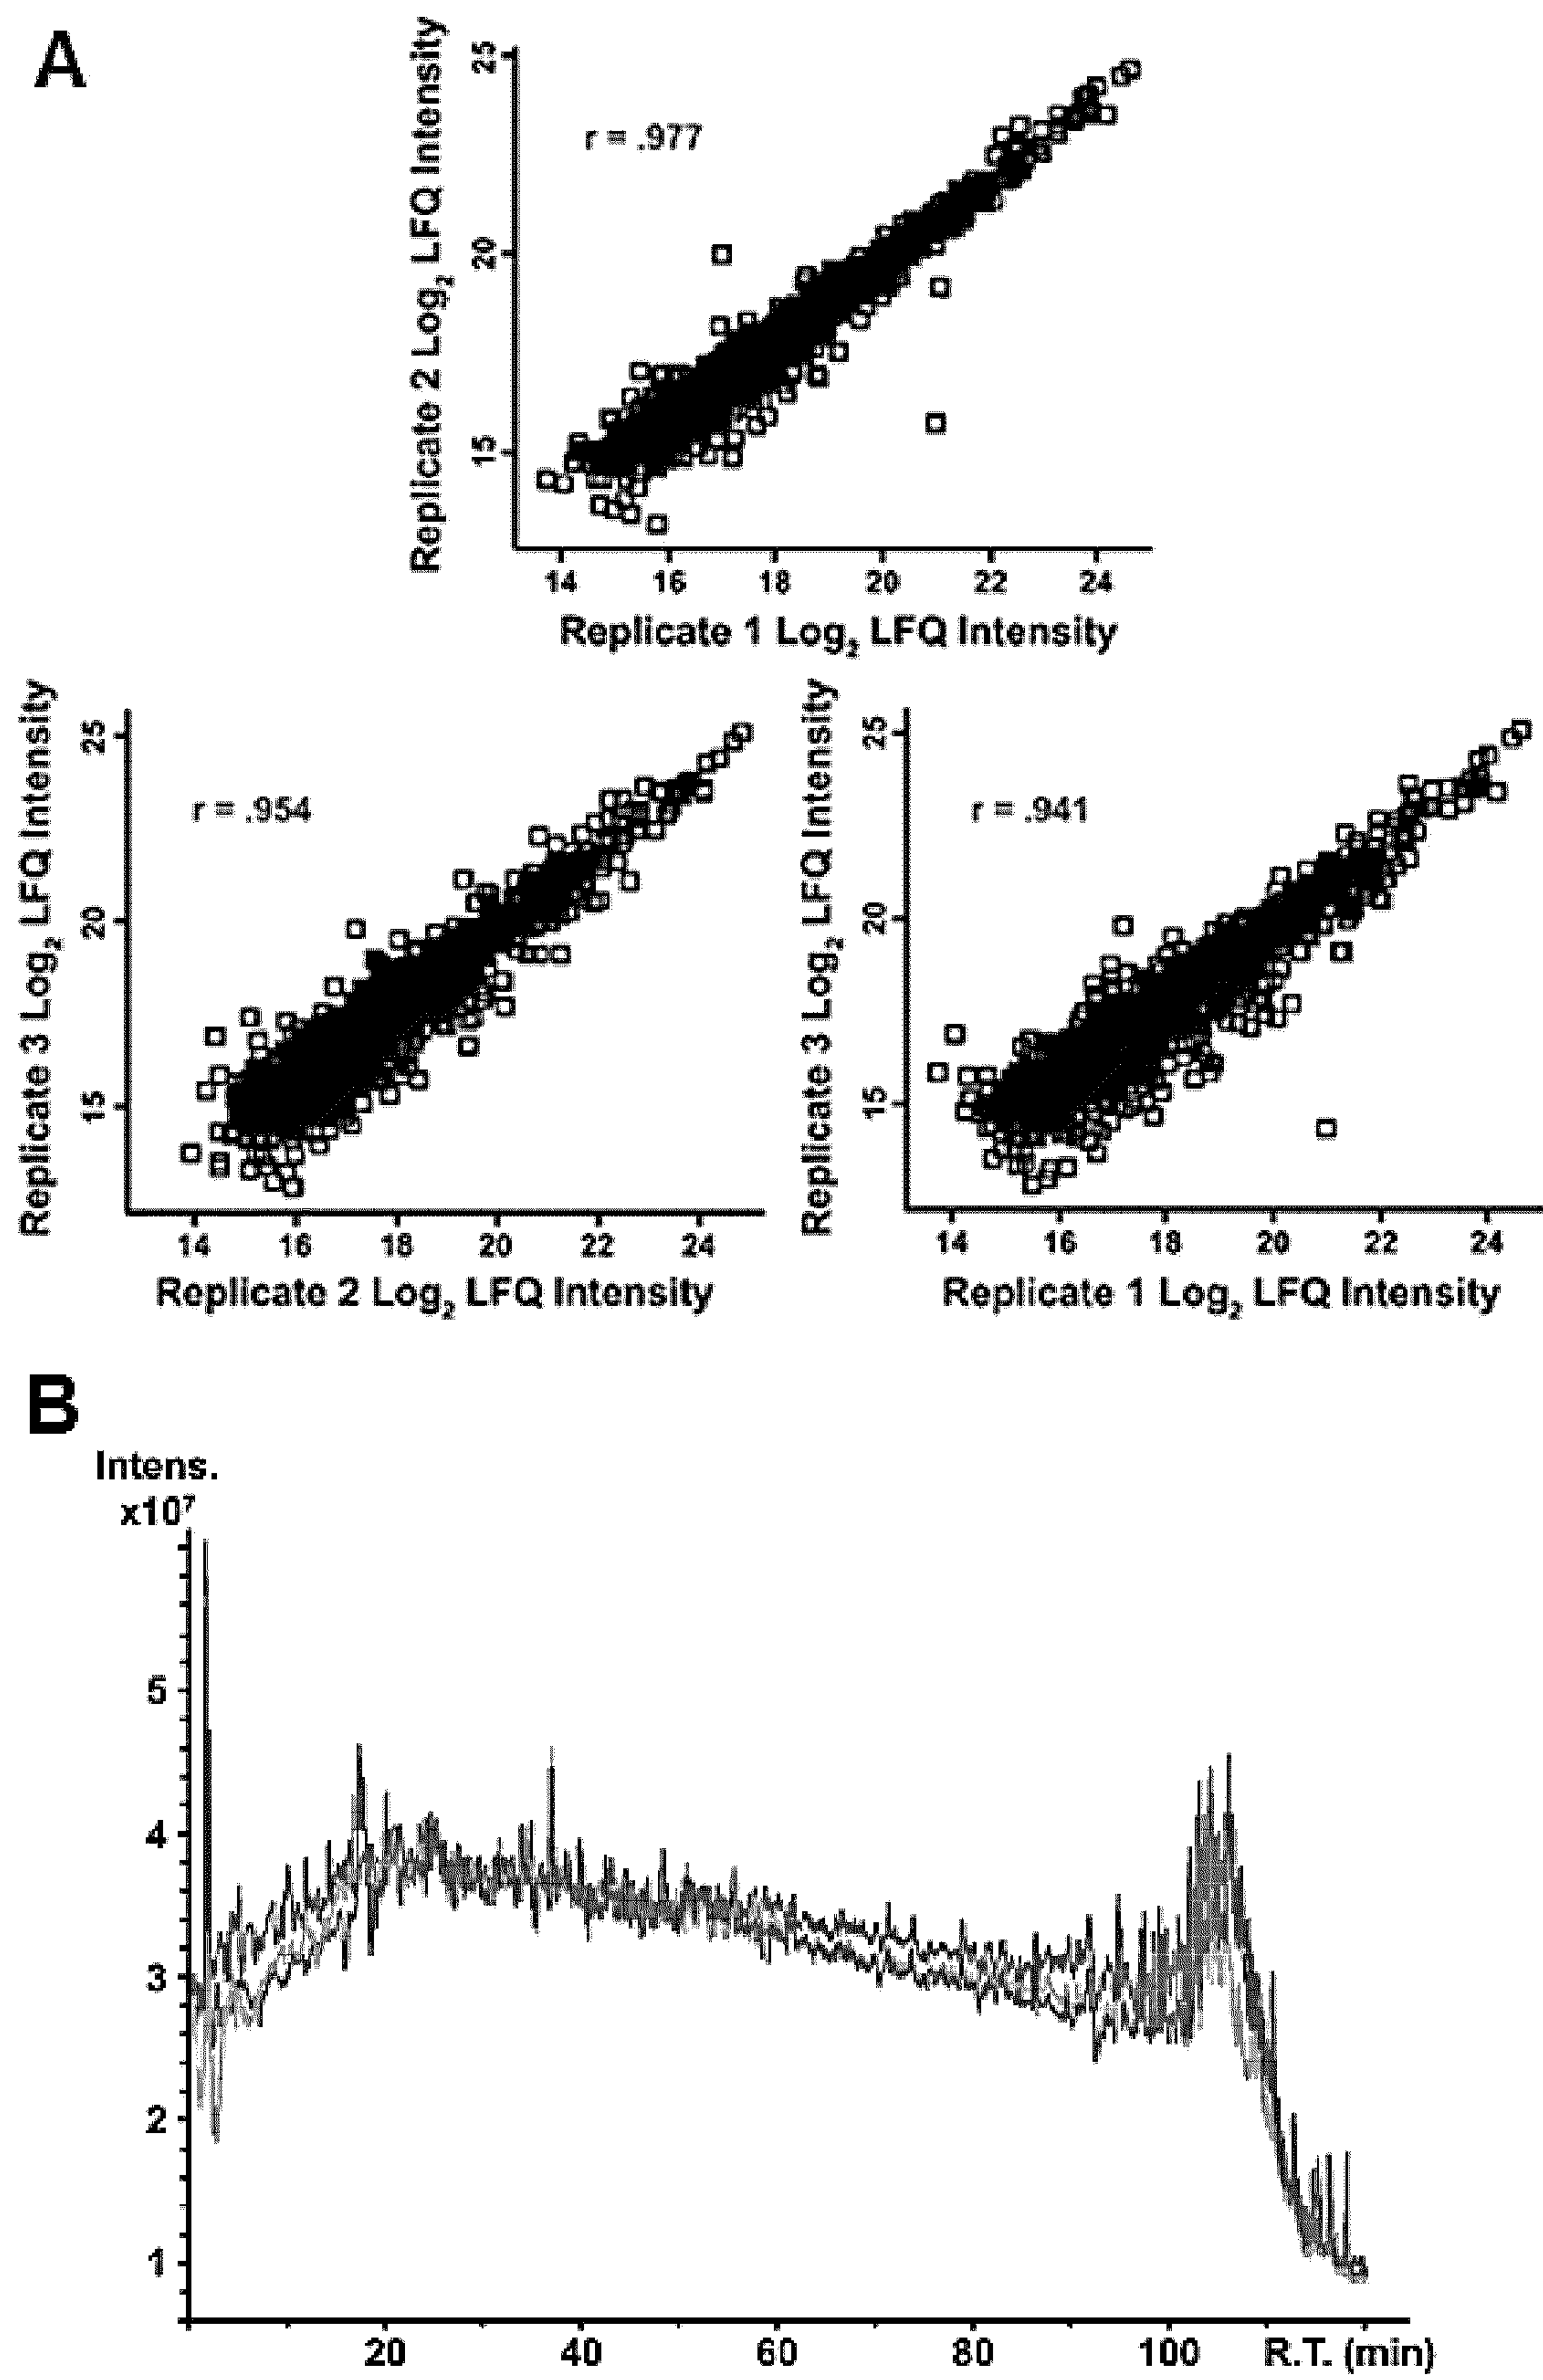 A
Replicate 2 Log2 LFQ Intensity
25
20
15
r = .977
14 16 18 20 22 24
Replicate 1 Log2 LFQ Intensity
Replicate 3 Log2 LFQ Intensity
25
20
15
r = .954
14 16 18 20 22 24
Replicate 2 Log2 LFQ Intensity
Replicate 3 Log2 LFQ Intensity
25
20
15
r = .941
14 16 18 20 22 24
Replicate 1 Log2 LFQ Intensity
B
Intens.
x10⁷
5
4
3
2
1
20 40 60 80 100 R.T. (min)